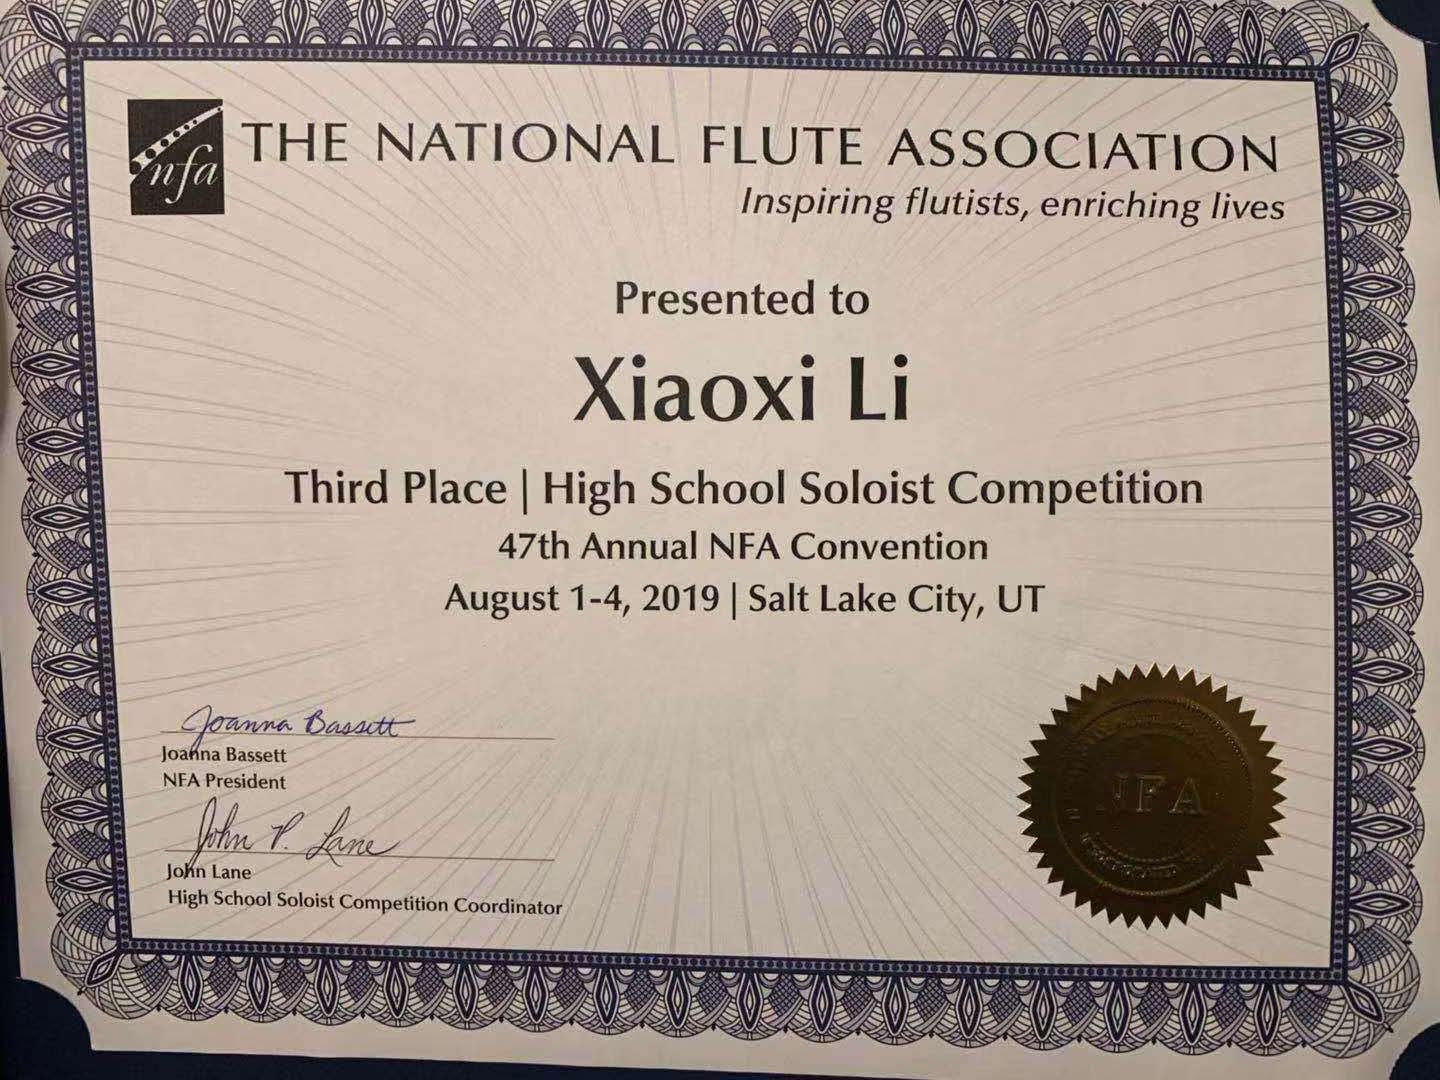 nfa
THE NATIONAL FLUTE ASSOCIATION
Inspiring flutists, enriching lives
Presented to
Xiaoxi Li
Third Place | High School Soloist Competition
47th Annual NFA Convention
August 1-4, 2019 | Salt Lake City, UT
Joanna Bassett
Joanna Bassett
NFA President
John P. Lane
John Lane
High School Soloist Competition Coordinator
NFA